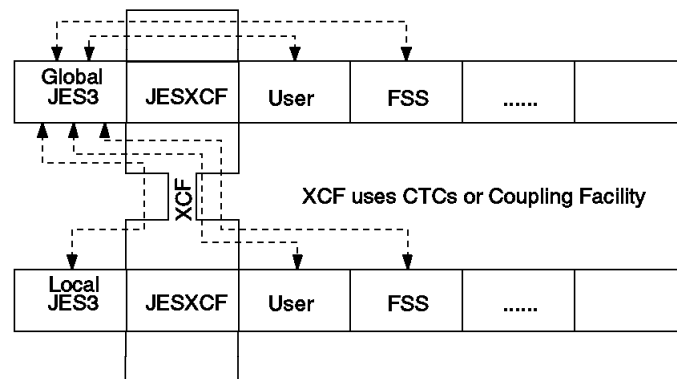 Global
JES3
JESXCF
User
FSS
......
XCF
XCF uses CTCs or Coupling Facility
Local
JES3
JESXCF
User
FSS
......